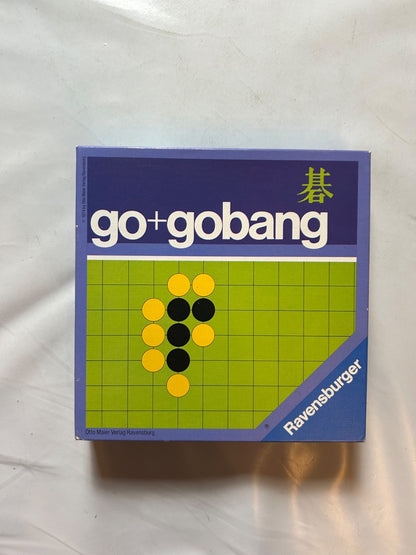 碁
go+gobang
Ravensburger
Otto Maier Verlag Ravensburg